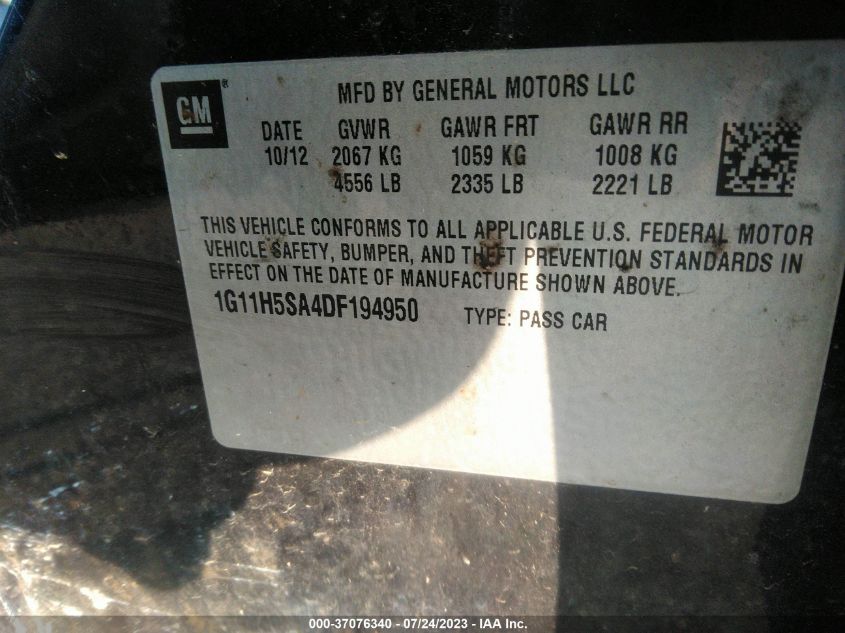 GM ®
MFD BY GENERAL MOTORS LLC
DATE GVWR GAWR FRT GAWR RR
10/12 2067 KG 1059 KG 1008 KG
4556 LB 2335 LB 2221 LB
THIS VEHICLE CONFORMS TO ALL APPLICABLE U.S. FEDERAL MOTOR
VEHICLE SAFETY, BUMPER, AND THEFT PREVENTION STANDARDS IN
EFFECT ON THE DATE OF MANUFACTURE SHOWN ABOVE.
1G11H5SA4DF194950 TYPE: PASS CAR
000-37076340 - 07/24/2023 - IAA Inc.